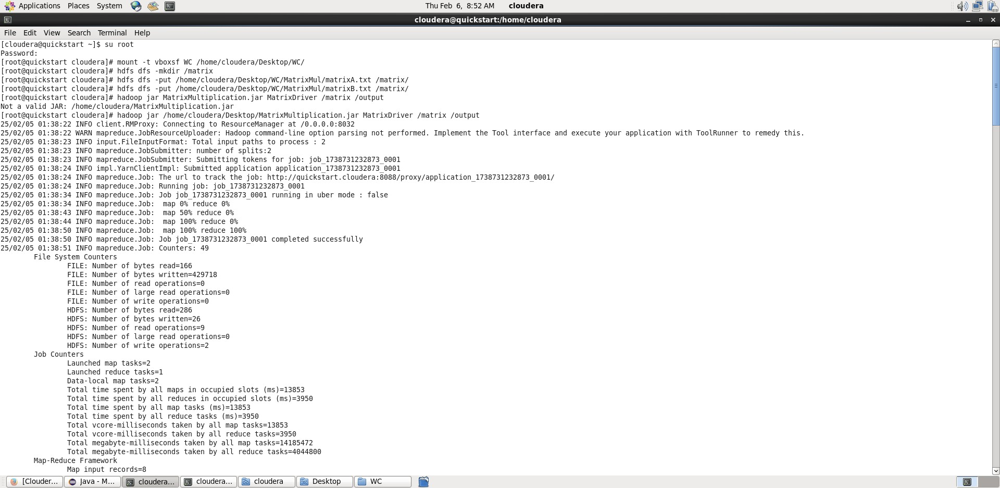 Applications Places System Thu Feb 6, 8:52 AM cloudera
cloudera@quickstart:/home/cloudera
File Edit View Search Terminal Help
[cloudera@quickstart ~]$ su root
Password:
[root@quickstart cloudera]# mount -t vboxsf WC /home/cloudera/Desktop/WC/
[root@quickstart cloudera]# hdfs dfs -mkdir /matrix
[root@quickstart cloudera]# hdfs dfs -put /home/cloudera/Desktop/WC/MatrixMul/matrixA.txt /matrix/
[root@quickstart cloudera]# hdfs dfs -put /home/cloudera/Desktop/WC/MatrixMul/matrixB.txt /matrix/
[root@quickstart cloudera]# hadoop jar MatrixMultiplication.jar MatrixDriver /matrix /output
Not a valid JAR: /home/cloudera/MatrixMultiplication.jar
[root@quickstart cloudera]# hadoop jar /home/cloudera/Desktop/MatrixMultiplication.jar MatrixDriver /matrix /output
25/02/05 01:38:22 INFO client.RMProxy: Connecting to ResourceManager at /0.0.0.0:8032
25/02/05 01:38:22 WARN mapreduce.JobResourceUploader: Hadoop command-line option parsing not performed. Implement the Tool interface and execute your application with ToolRunner to remedy this.
25/02/05 01:38:23 INFO input.FileInputFormat: Total input paths to process : 2
25/02/05 01:38:23 INFO mapreduce.JobSubmitter: number of splits:2
25/02/05 01:38:23 INFO mapreduce.JobSubmitter: Submitting tokens for job: job_1738731232873_0001
25/02/05 01:38:24 INFO impl.YarnClientImpl: Submitted application application_1738731232873_0001
25/02/05 01:38:24 INFO mapreduce.Job: The url to track the job: http://quickstart.cloudera:8088/proxy/application_1738731232873_0001/
25/02/05 01:38:24 INFO mapreduce.Job: Running job: job_1738731232873_0001
25/02/05 01:38:34 INFO mapreduce.Job: Job job_1738731232873_0001 running in uber mode : false
25/02/05 01:38:34 INFO mapreduce.Job:  map 0% reduce 0%
25/02/05 01:38:43 INFO mapreduce.Job:  map 50% reduce 0%
25/02/05 01:38:44 INFO mapreduce.Job:  map 100% reduce 0%
25/02/05 01:38:50 INFO mapreduce.Job:  map 100% reduce 100%
25/02/05 01:38:50 INFO mapreduce.Job: Job job_1738731232873_0001 completed successfully
25/02/05 01:38:51 INFO mapreduce.Job: Counters: 49
File System Counters
FILE: Number of bytes read=166
FILE: Number of bytes written=429718
FILE: Number of read operations=0
FILE: Number of large read operations=0
FILE: Number of write operations=0
HDFS: Number of bytes read=286
HDFS: Number of bytes written=26
HDFS: Number of read operations=9
HDFS: Number of large read operations=0
HDFS: Number of write operations=2
Job Counters
Launched map tasks=2
Launched reduce tasks=1
Data-local map tasks=2
Total time spent by all maps in occupied slots (ms)=13853
Total time spent by all reduces in occupied slots (ms)=3950
Total time spent by all map tasks (ms)=13853
Total time spent by all reduce tasks (ms)=3950
Total vcore-milliseconds taken by all map tasks=13853
Total vcore-milliseconds taken by all reduce tasks=3950
Total megabyte-milliseconds taken by all map tasks=14185472
Total megabyte-milliseconds taken by all reduce tasks=4044800
Map-Reduce Framework
Map input records=8
[Clouder... Java - M... cloudera... cloudera... cloudera Desktop WC